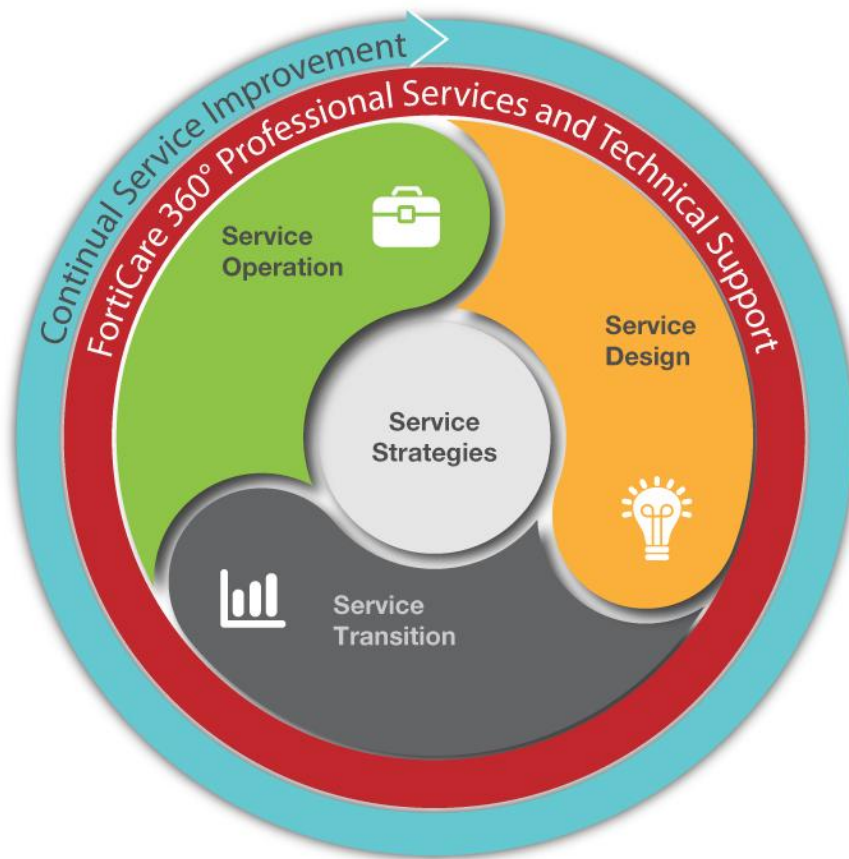 Continual Service Improvement
FortiCare 360° Professional Services and Technical Support
Service
Operation
Service
Design
Service
Strategies
Service
Transition